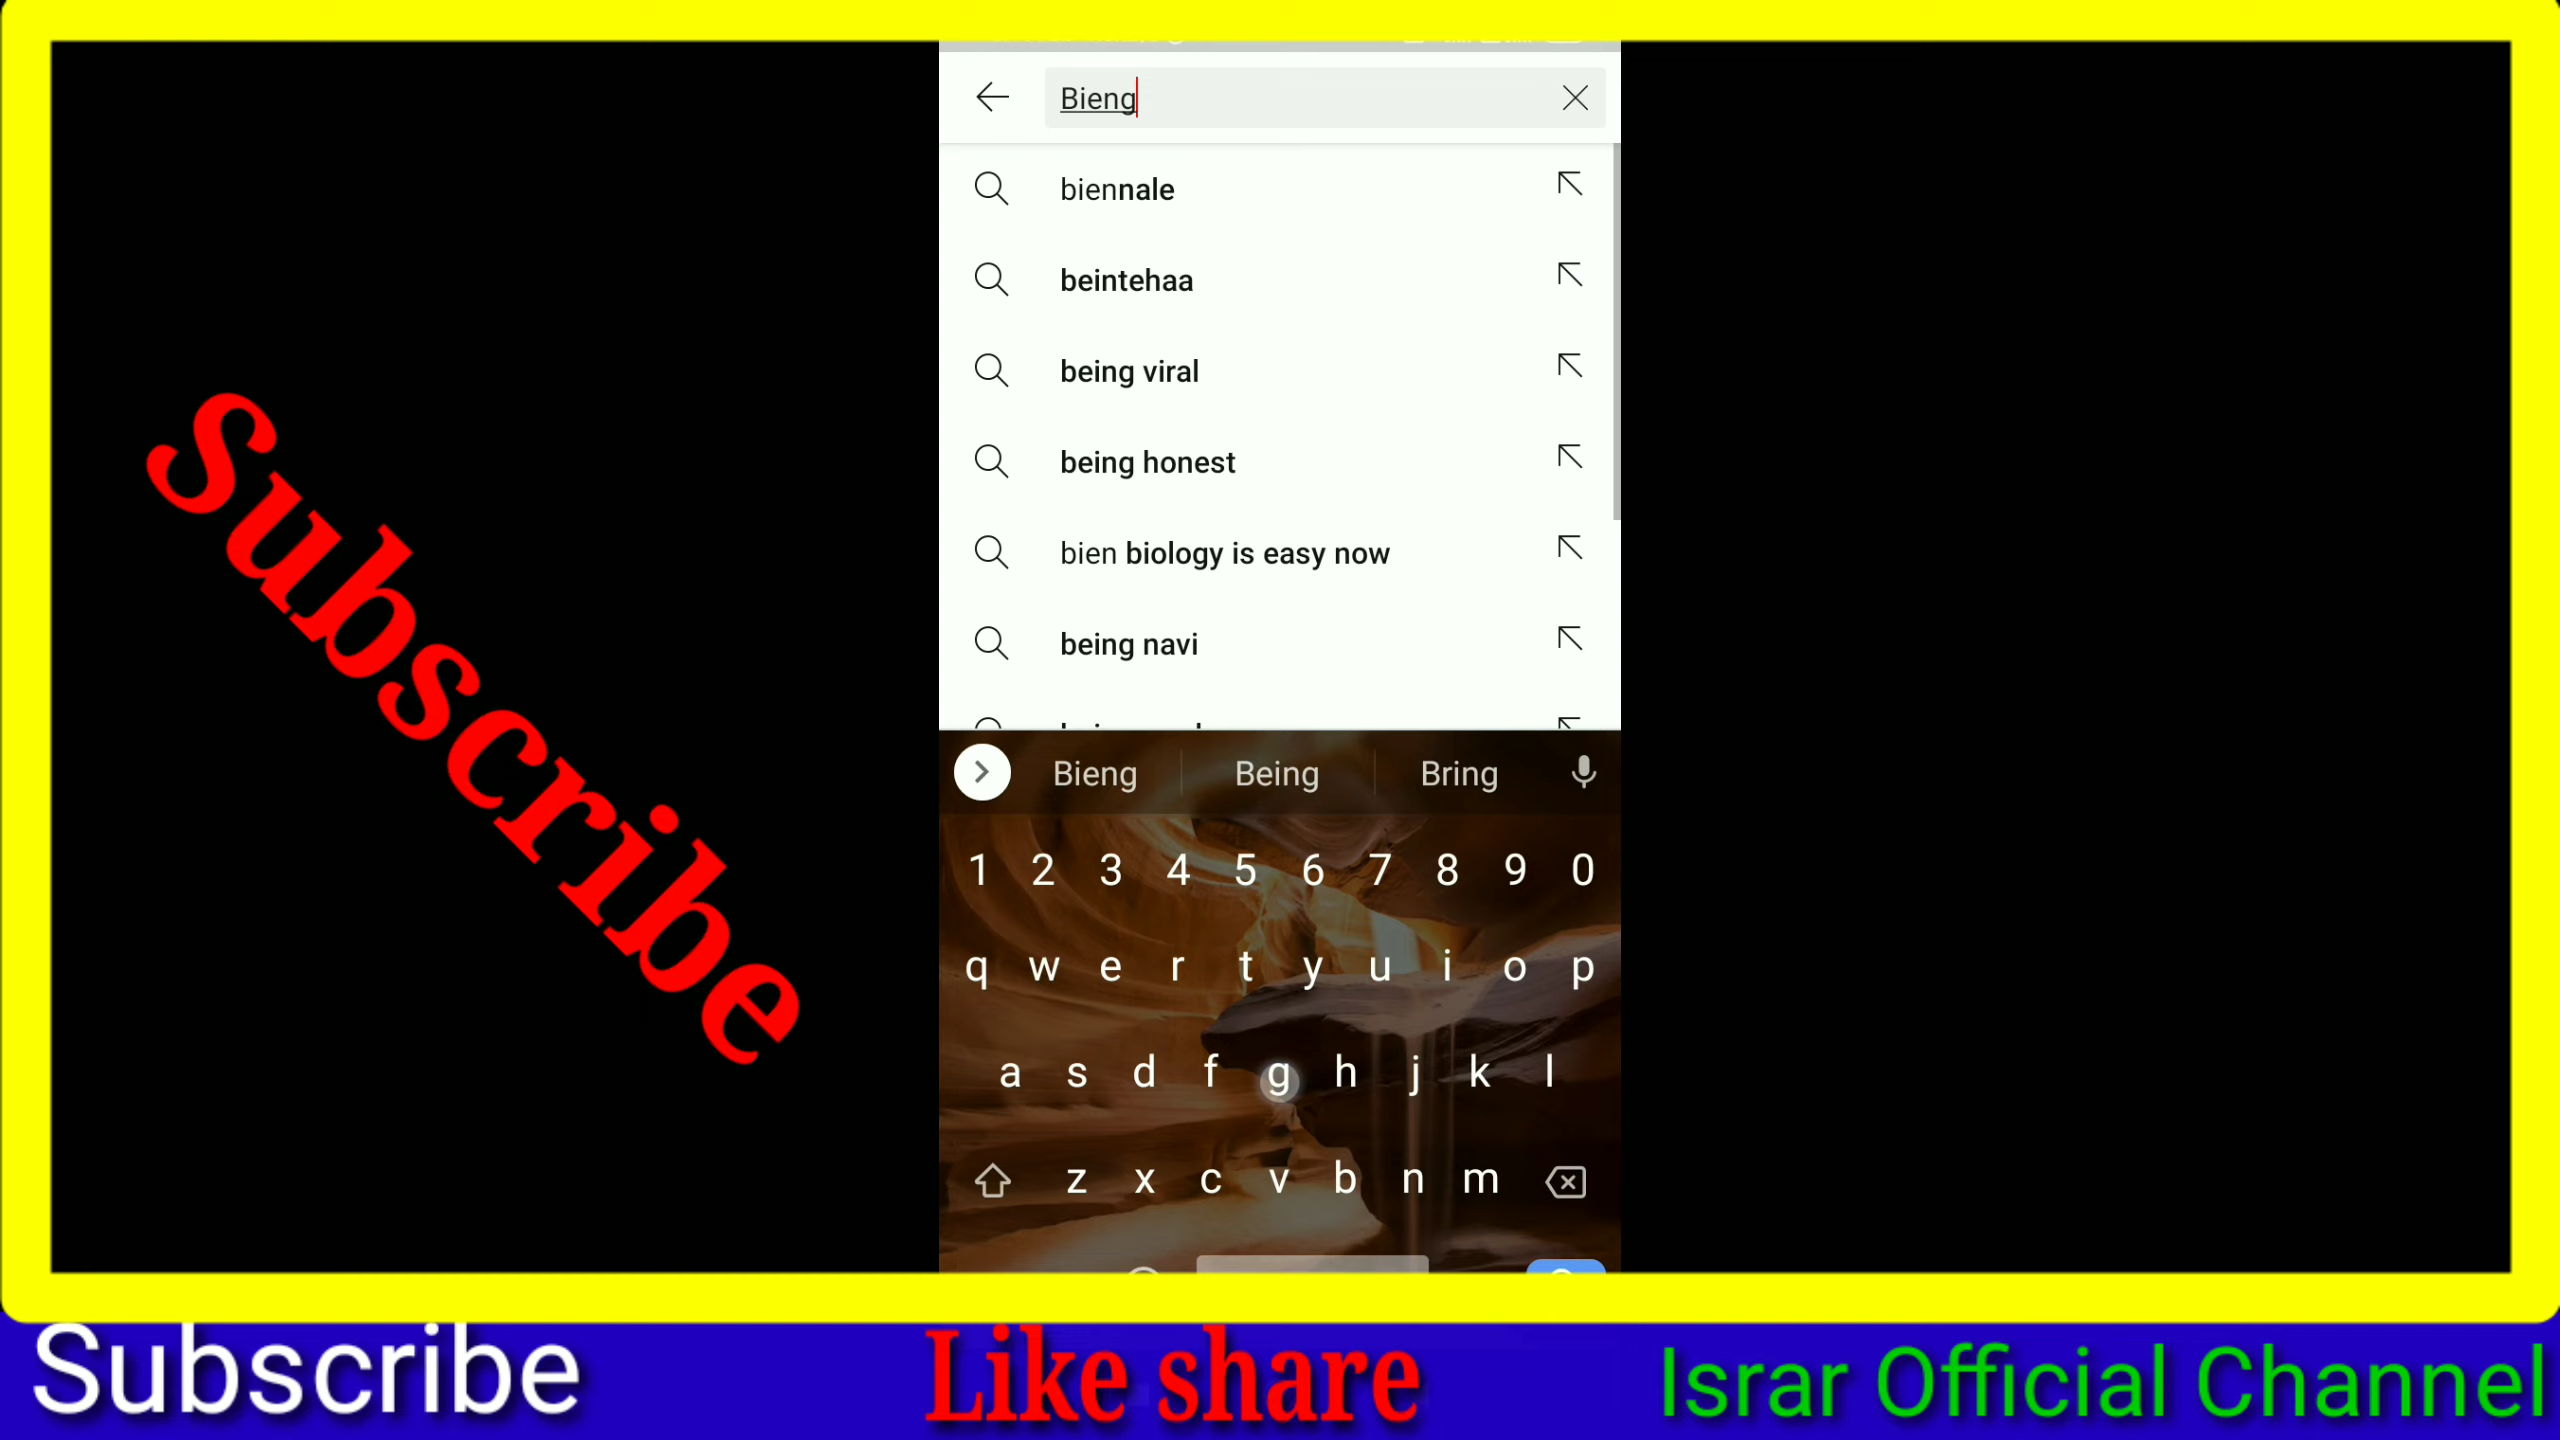 Bieng
biennale
beintehaa
being viral
being honest
bien biology is easy now
being navi
Bieng Being Bring
1 2 3 4 5 6 7 8 9 0
q w e r t y u i o p
a s d f g h j k l
z x c v b n m
Subscribe
Subscribe Like share Israr Official Channel